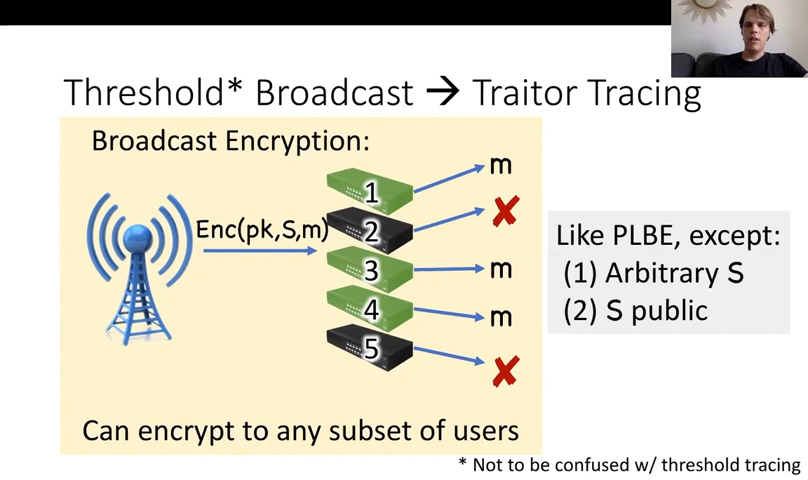 Threshold* Broadcast → Traitor Tracing
Broadcast Encryption:
Enc(pk,S,m)
1
m
2
✘
3
m
4
m
5
✘
Can encrypt to any subset of users
Like PLBE, except:
(1) Arbitrary S
(2) S public
* Not to be confused w/ threshold tracing